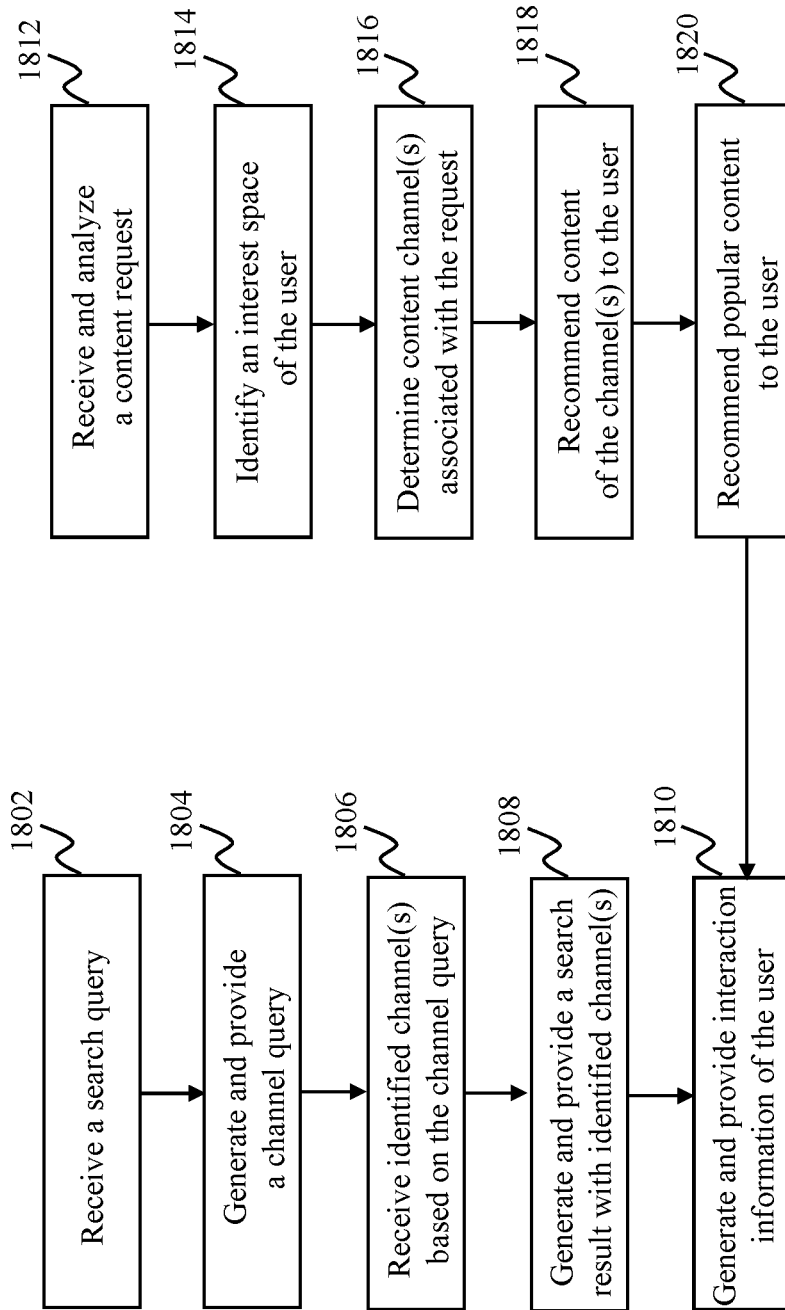 1802
Receive a search query
1804
Generate and provide
a channel query
1806
Receive identified channel(s)
based on the channel query
1808
Generate and provide a search
result with identified channel(s)
1810
Generate and provide interaction
information of the user
1812
Receive and analyze
a content request
1814
Identify an interest space
of the user
1816
Determine content channel(s)
associated with the request
1818
Recommend content
of the channel(s) to the user
1820
Recommend popular content
to the user